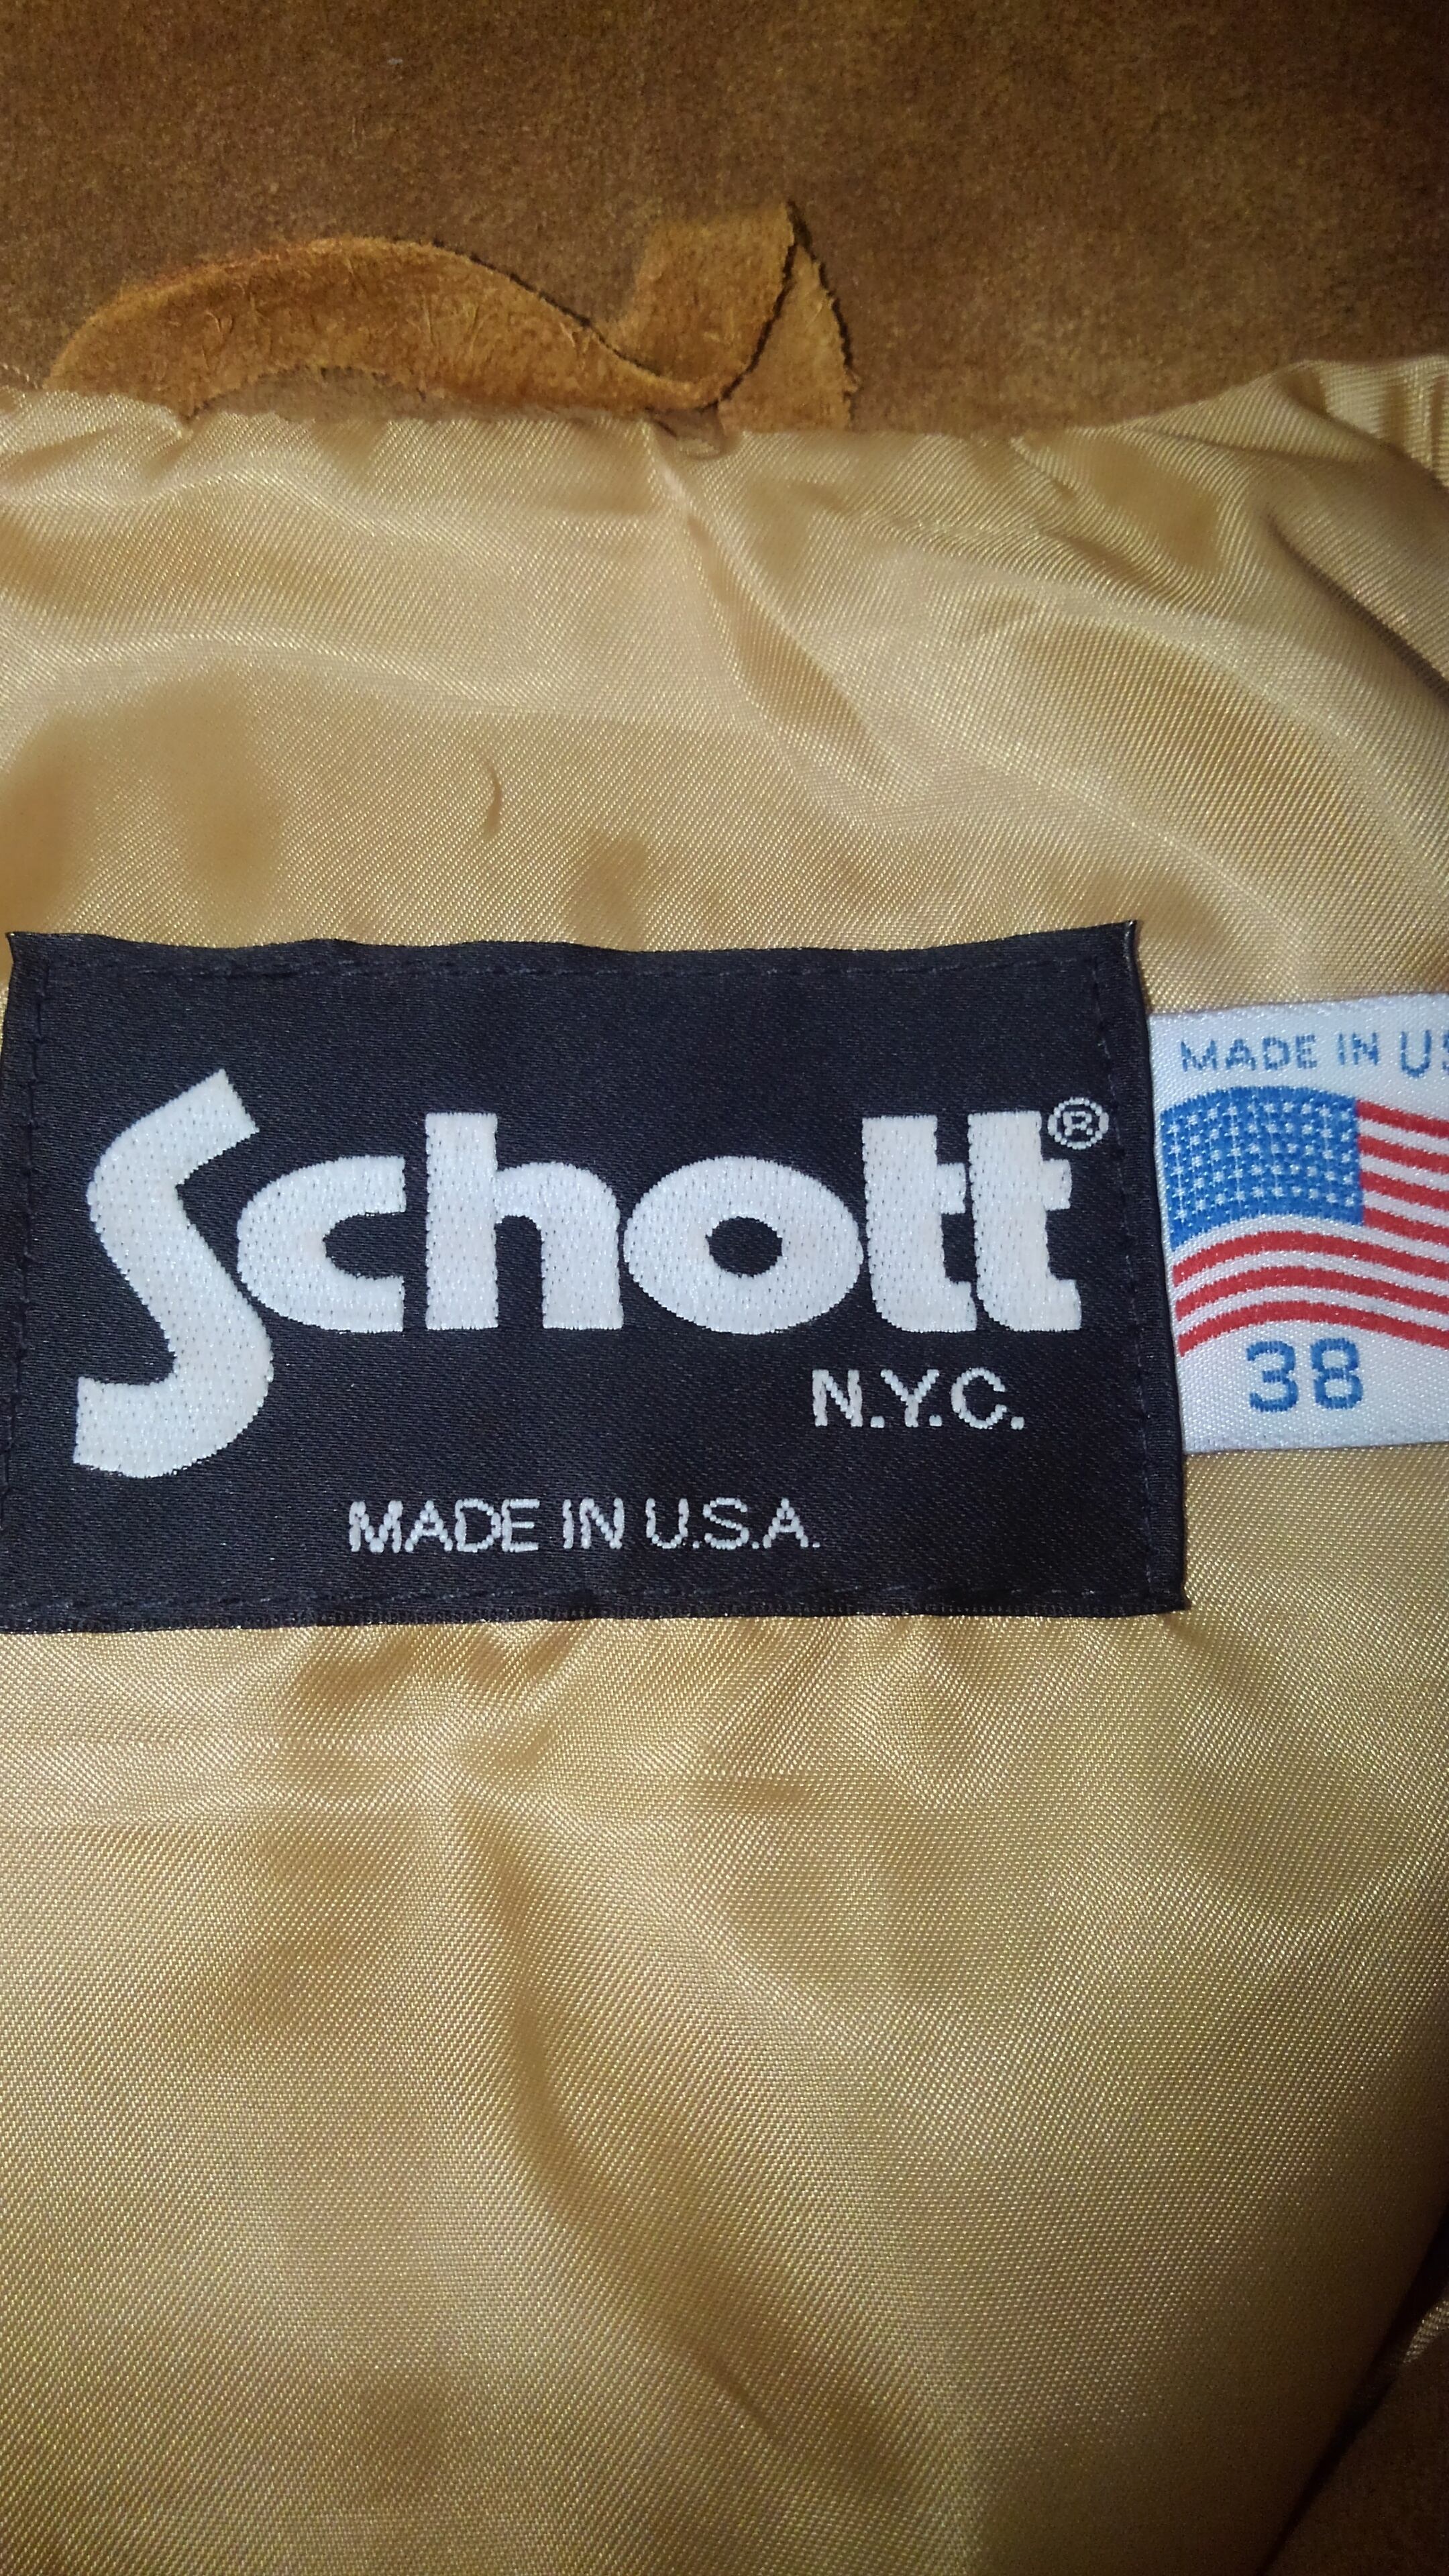 Schott®
N.Y.C.
MADE IN U.S.A.
MADE IN US
38